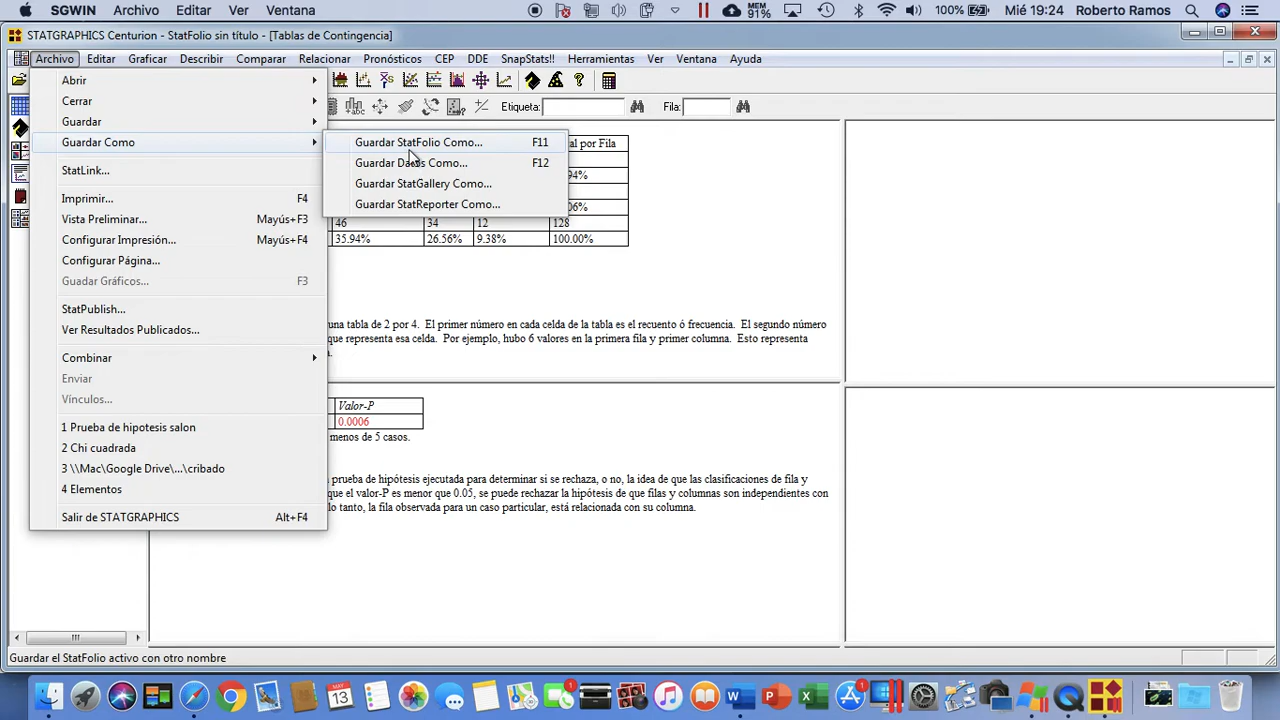 SGWIN Archivo Editar Ver Ventana MEM 91% 100% Mié 19:24 Roberto Ramos
STATGRAPHICS Centurion - StatFolio sin título - [Tablas de Contingencia]
Archivo Editar Graficar Describir Comparar Relacionar Pronósticos CEP DDE SnapStats!! Herramientas Ver Ventana Ayuda
Etiqueta: Fila:
Abrir
Cerrar
Guardar
Guardar Como
StatLink...
Imprimir... F4
Vista Preliminar... Mayús+F3
Configurar Impresión... Mayús+F4
Configurar Página...
Guadar Gráficos... F3
StatPublish...
Ver Resultados Publicados...
Combinar
Enviar
Vínculos...
1 Prueba de hipotesis salon
2 Chi cuadrada
3 \\Mac\Google Drive\...\cribado
4 Elementos
Salir de STATGRAPHICS Alt+F4
Guardar StatFolio Como... F11
Guardar Datos Como... F12
Guardar StatGallery Como...
Guardar StatReporter Como...
al por Fila
94%
06%
46 34 12 128
35.94% 26.56% 9.38% 100.00%
una tabla de 2 por 4. El primer número en cada celda de la tabla es el recuento ó frecuencia. El segundo número
que representa esa celda. Por ejemplo, hubo 6 valores en la primera fila y primer columna. Esto representa
Valor-P
0.0006
menos de 5 casos.
prueba de hipótesis ejecutada para determinar si se rechaza, o no, la idea de que las clasificaciones de fila y
que el valor-P es menor que 0.05, se puede rechazar la hipótesis de que filas y columnas son independientes con
lo tanto, la fila observada para un caso particular, está relacionada con su columna.
Guardar el StatFolio activo con otro nombre
MAY
13
1